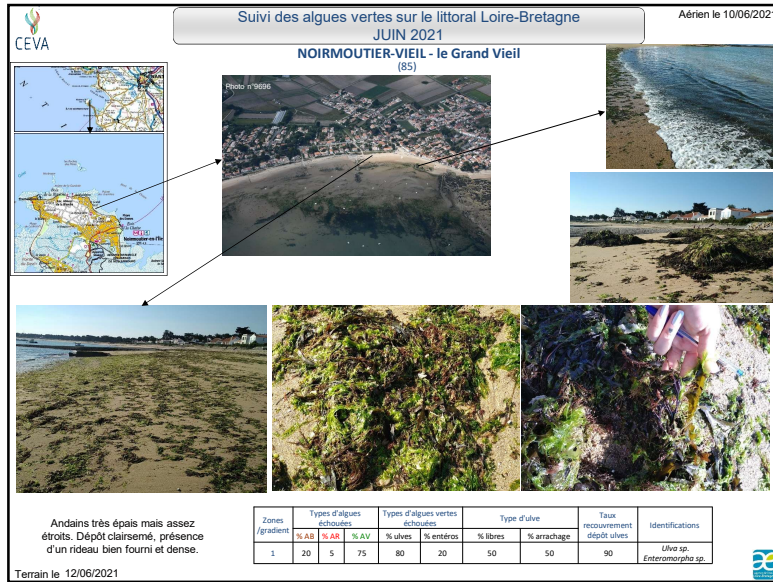 CEVA
Suivi des algues vertes sur le littoral Loire-Bretagne
JUIN 2021
Aérien le 10/06/2021
NOIRMOUTIER-VIEIL - le Grand Vieil
(85)
Photo n°9696
Noirmoutier-en-l'Île
Andains très épais mais assez
étroits. Dépôt clairsemé, présence
d'un rideau bien fourni et dense.
Terrain le 12/06/2021
Zones /gradient
Types d'algues échouées
Types d'algues vertes échouées
Type d'ulve
Taux recouvrement dépôt ulves
Identifications
% AB % AR % AV % ulves % entéros % libres % arrachage
1 20 5 75 80 20 50 50 90 Ulva sp. Enteromorpha sp.